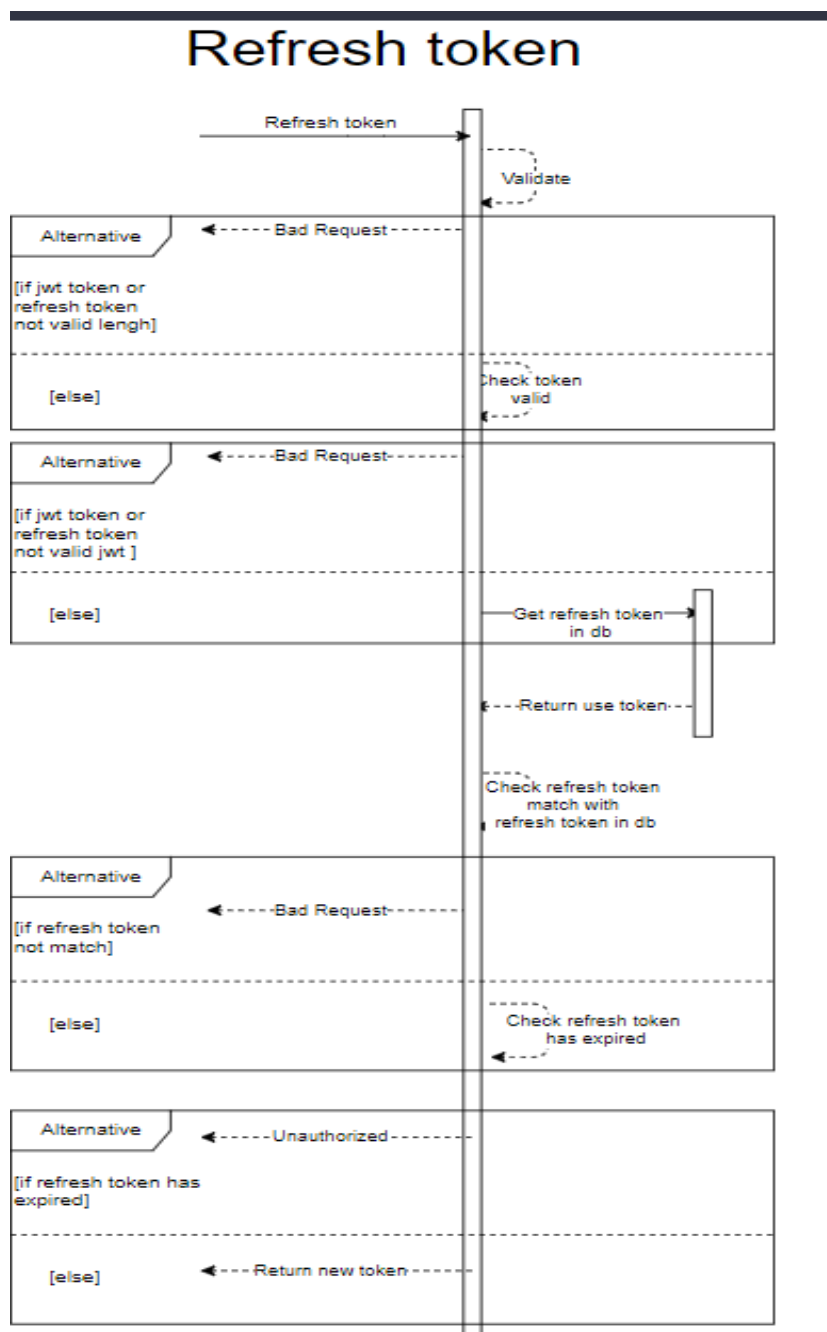 Refresh token
Refresh token
Validate
Alternative
Bad Request
[if jwt token or
refresh token
not valid lengh]
[else]
Check token
valid
Alternative
Bad Request
[if jwt token or
refresh token
not valid jwt ]
[else]
Get refresh token
in db
Return use token
Check refresh token
match with
refresh token in db
Alternative
Bad Request
[if refresh token
not match]
[else]
Check refresh token
has expired
Alternative
Unauthorized
[if refresh token has
expired]
[else]
Return new token